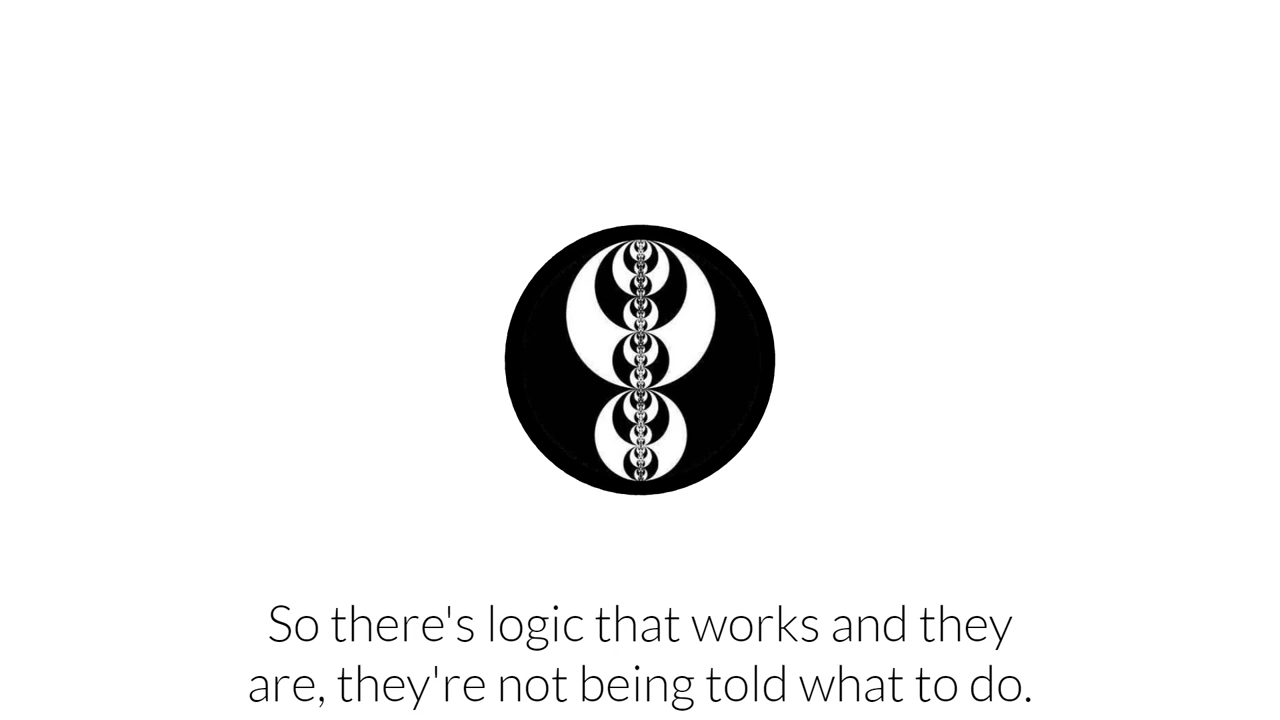 So there's logic that works and they
are, they're not being told what to do.